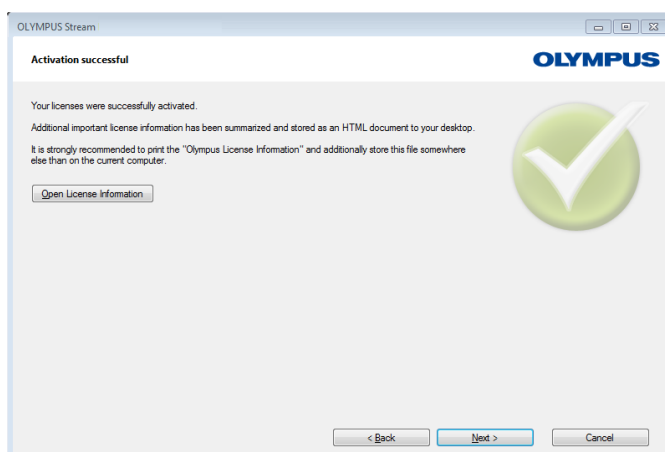 OLYMPUS Stream
Activation successful
OLYMPUS
Your licenses were successfully activated.
Additional important license information has been summarized and stored as an HTML document to your desktop.
It is strongly recommended to print the "Olympus License Information" and additionally store this file somewhere
else than on the current computer.
Open License Information
< Back
Next >
Cancel